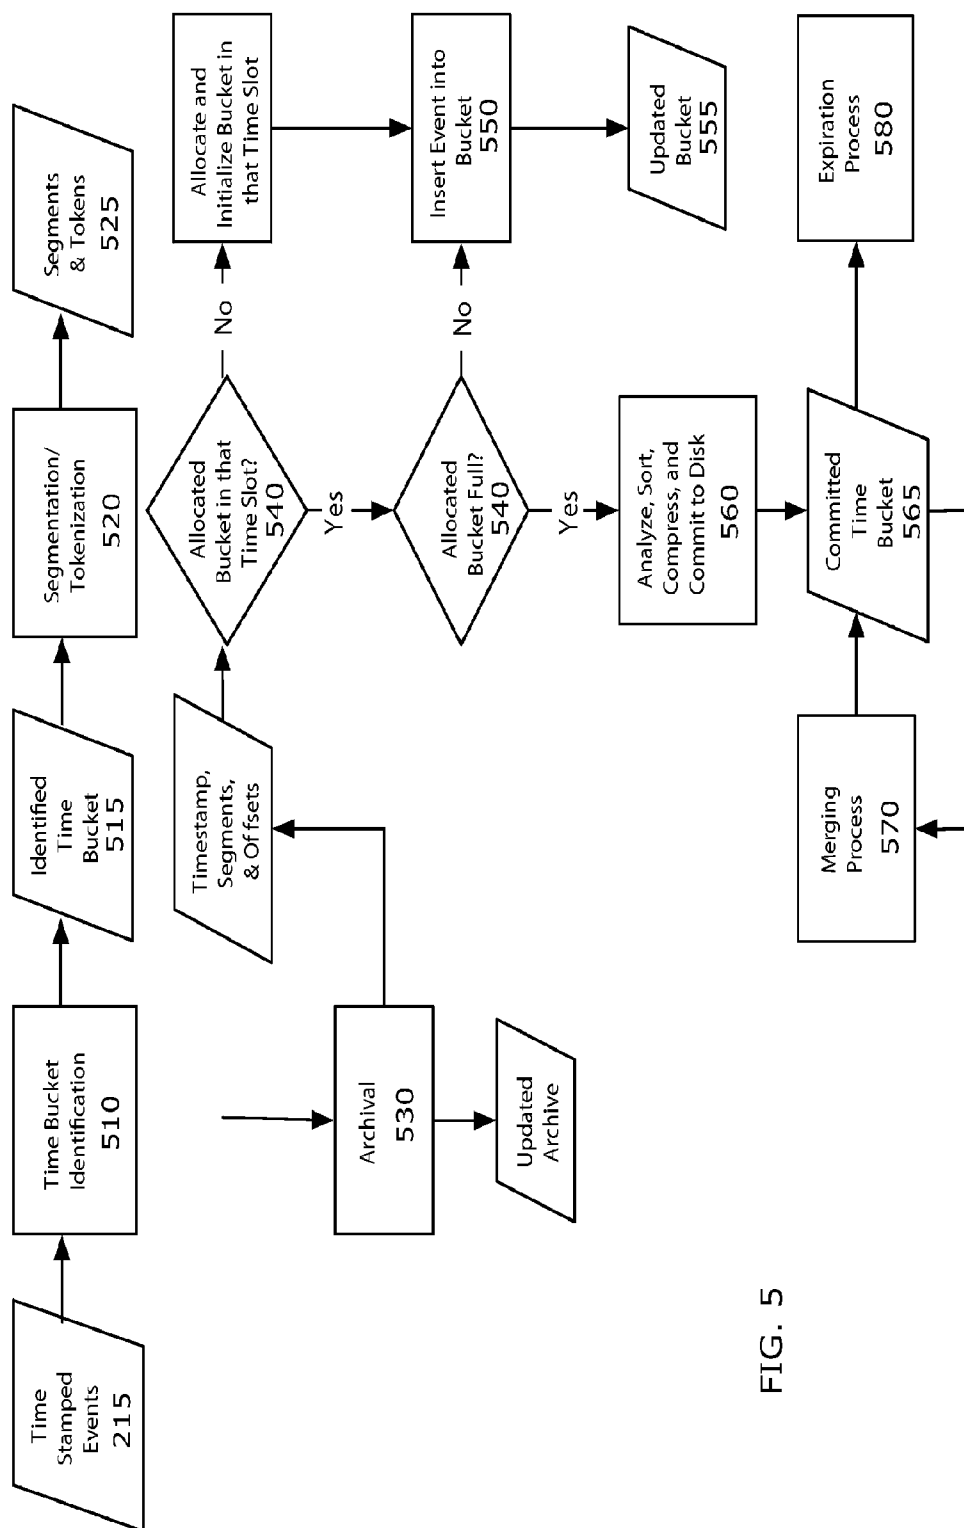 Time
Stamped
Events
215
Time Bucket
Identification
510
Identified
Time
Bucket
515
Segmentation/
Tokenization
520
Segments
& Tokens
525
Timestamp,
Segments,
& Offsets
Allocated
Bucket in that
Time Slot?
540
No
Allocate and
Initialize Bucket in
that Time Slot
Yes
Archival
530
Updated
Archive
Allocated
Bucket Full?
540
No
Insert Event into
Bucket
550
Yes
Updated
Bucket
555
Analyze, Sort,
Compress, and
Commit to Disk
560
Merging
Process
570
Committed
Time
Bucket
565
Expiration
Process
580
FIG. 5